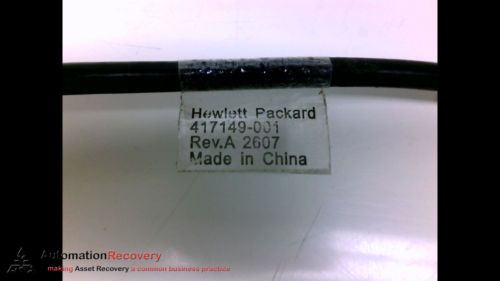 Hewlett Packard
417149-001
Rev.A 2607
Made in China
AutomationRecovery
making Asset Recovery a common business practice